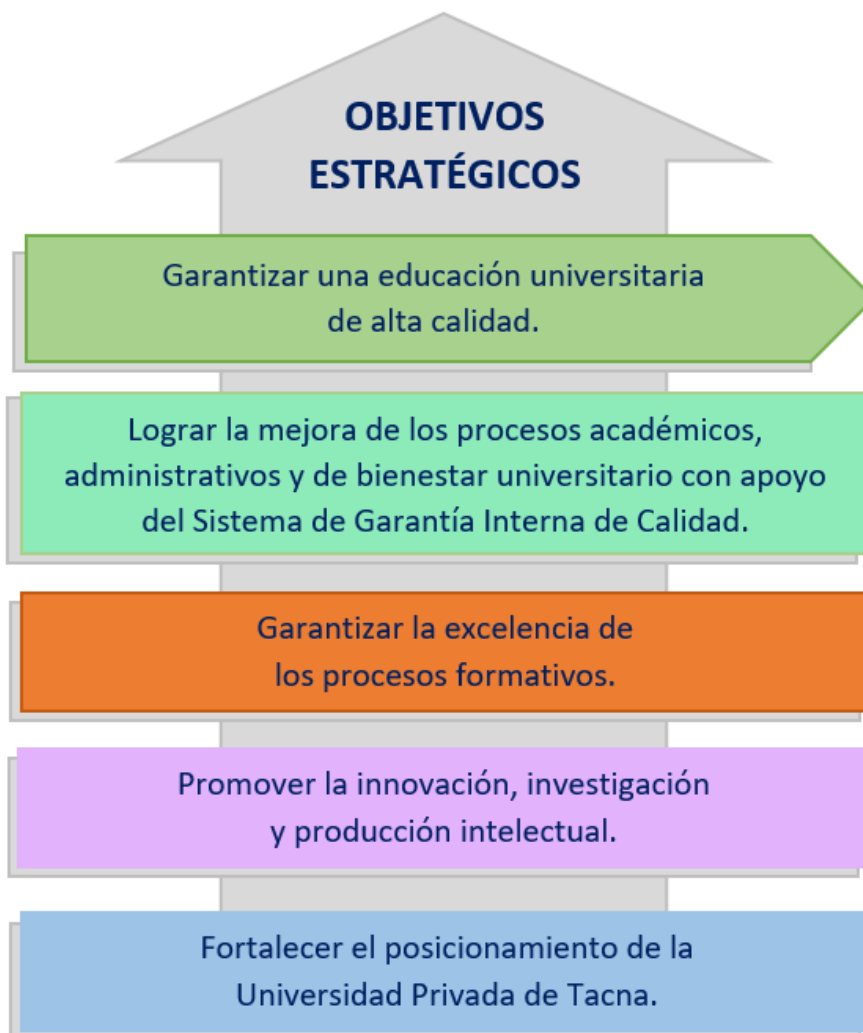 OBJETIVOS
ESTRATÉGICOS
Garantizar una educación universitaria
de alta calidad.
Lograr la mejora de los procesos académicos,
administrativos y de bienestar universitario con apoyo
del Sistema de Garantía Interna de Calidad.
Garantizar la excelencia de
los procesos formativos.
Promover la innovación, investigación
y producción intelectual.
Fortalecer el posicionamiento de la
Universidad Privada de Tacna.